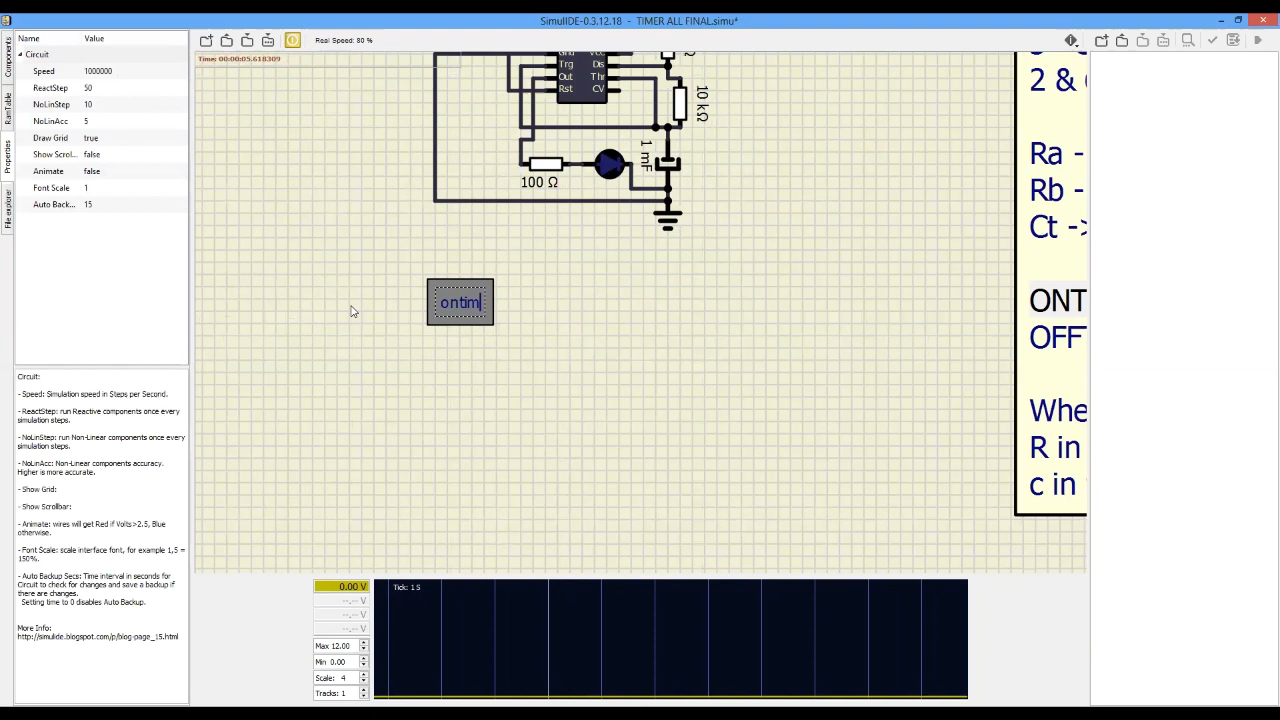 SimulIDE-0.3.12.18 - TIMER ALL FINAL.simu*
Components
RamTable
Properties
File explorer
Name Value
Circuit
Speed 1000000
ReactStep 50
NoLinStep 10
NoLinAcc 5
Draw Grid true
Show Scrol... false
Animate false
Font Scale 1
Auto Back... 15
Real Speed: 80 %
Time: 00:00:05.618309
Gnd Vcc
Trg Dis
Out Thr
Rst CV
Ω
10 kΩ
1 mF
100 Ω
ontim
2 &
Ra -
Rb -
Ct ->
ONT
OFF
Whe
R in
c in
Circuit:
- Speed: Simulation speed in Steps per Second.
- ReactStep: run Reactive components once every
simulation steps.
- NoLinStep: run Non-Linear components once every
simulation steps.
- NoLinAcc: Non-Linear components accuracy.
Higher is more accurate.
- Show Grid:
- Show Scrollbar:
- Animate: wires will get Red if Volts>2.5, Blue
otherwise.
- Font Scale: scale interface font, for example 1,5 =
150%.
- Auto Backup Secs: Time interval in seconds for
Circuit to check for changes and save a backup if
there are changes.
Setting time to 0 disables Auto Backup.
More Info:
http://simulide.blogspot.com/p/blog-page_15.html
0.00 V
--.-- V
--.-- V
--.-- V
Max 12.00
Min 0.00
Scale: 4
Tracks: 1
Tick: 1 S